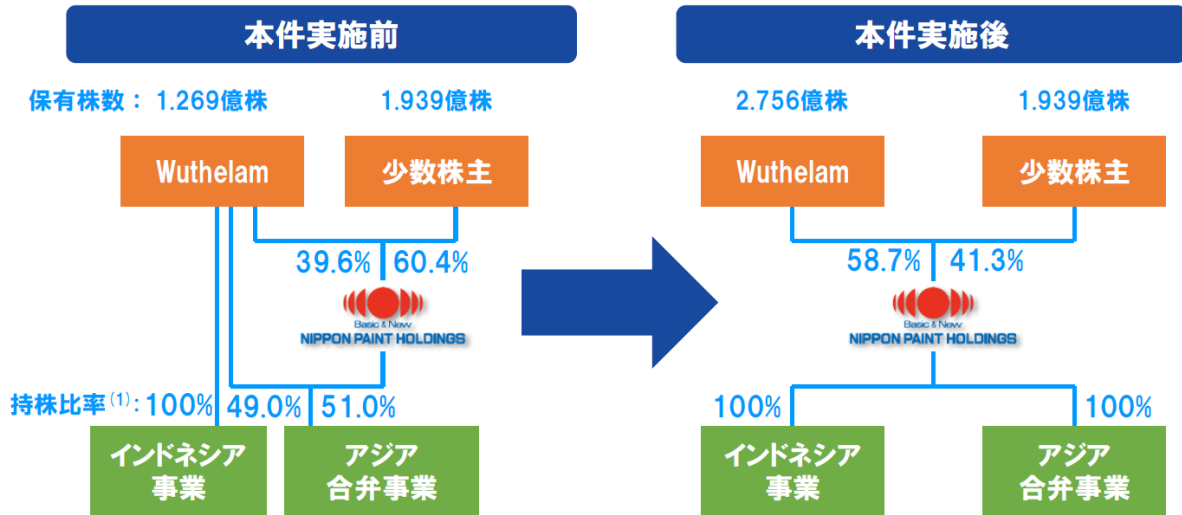 本件実施前
保有株数： 1.269億株
1.939億株
Wuthelam
少数株主
39.6%
60.4%
Basic & New
NIPPON PAINT HOLDINGS
持株比率(1):
100%
49.0%
51.0%
インドネシア
事業
アジア
合弁事業
本件実施後
2.756億株
1.939億株
Wuthelam
少数株主
58.7%
41.3%
Basic & New
NIPPON PAINT HOLDINGS
100%
100%
インドネシア
事業
アジア
合弁事業